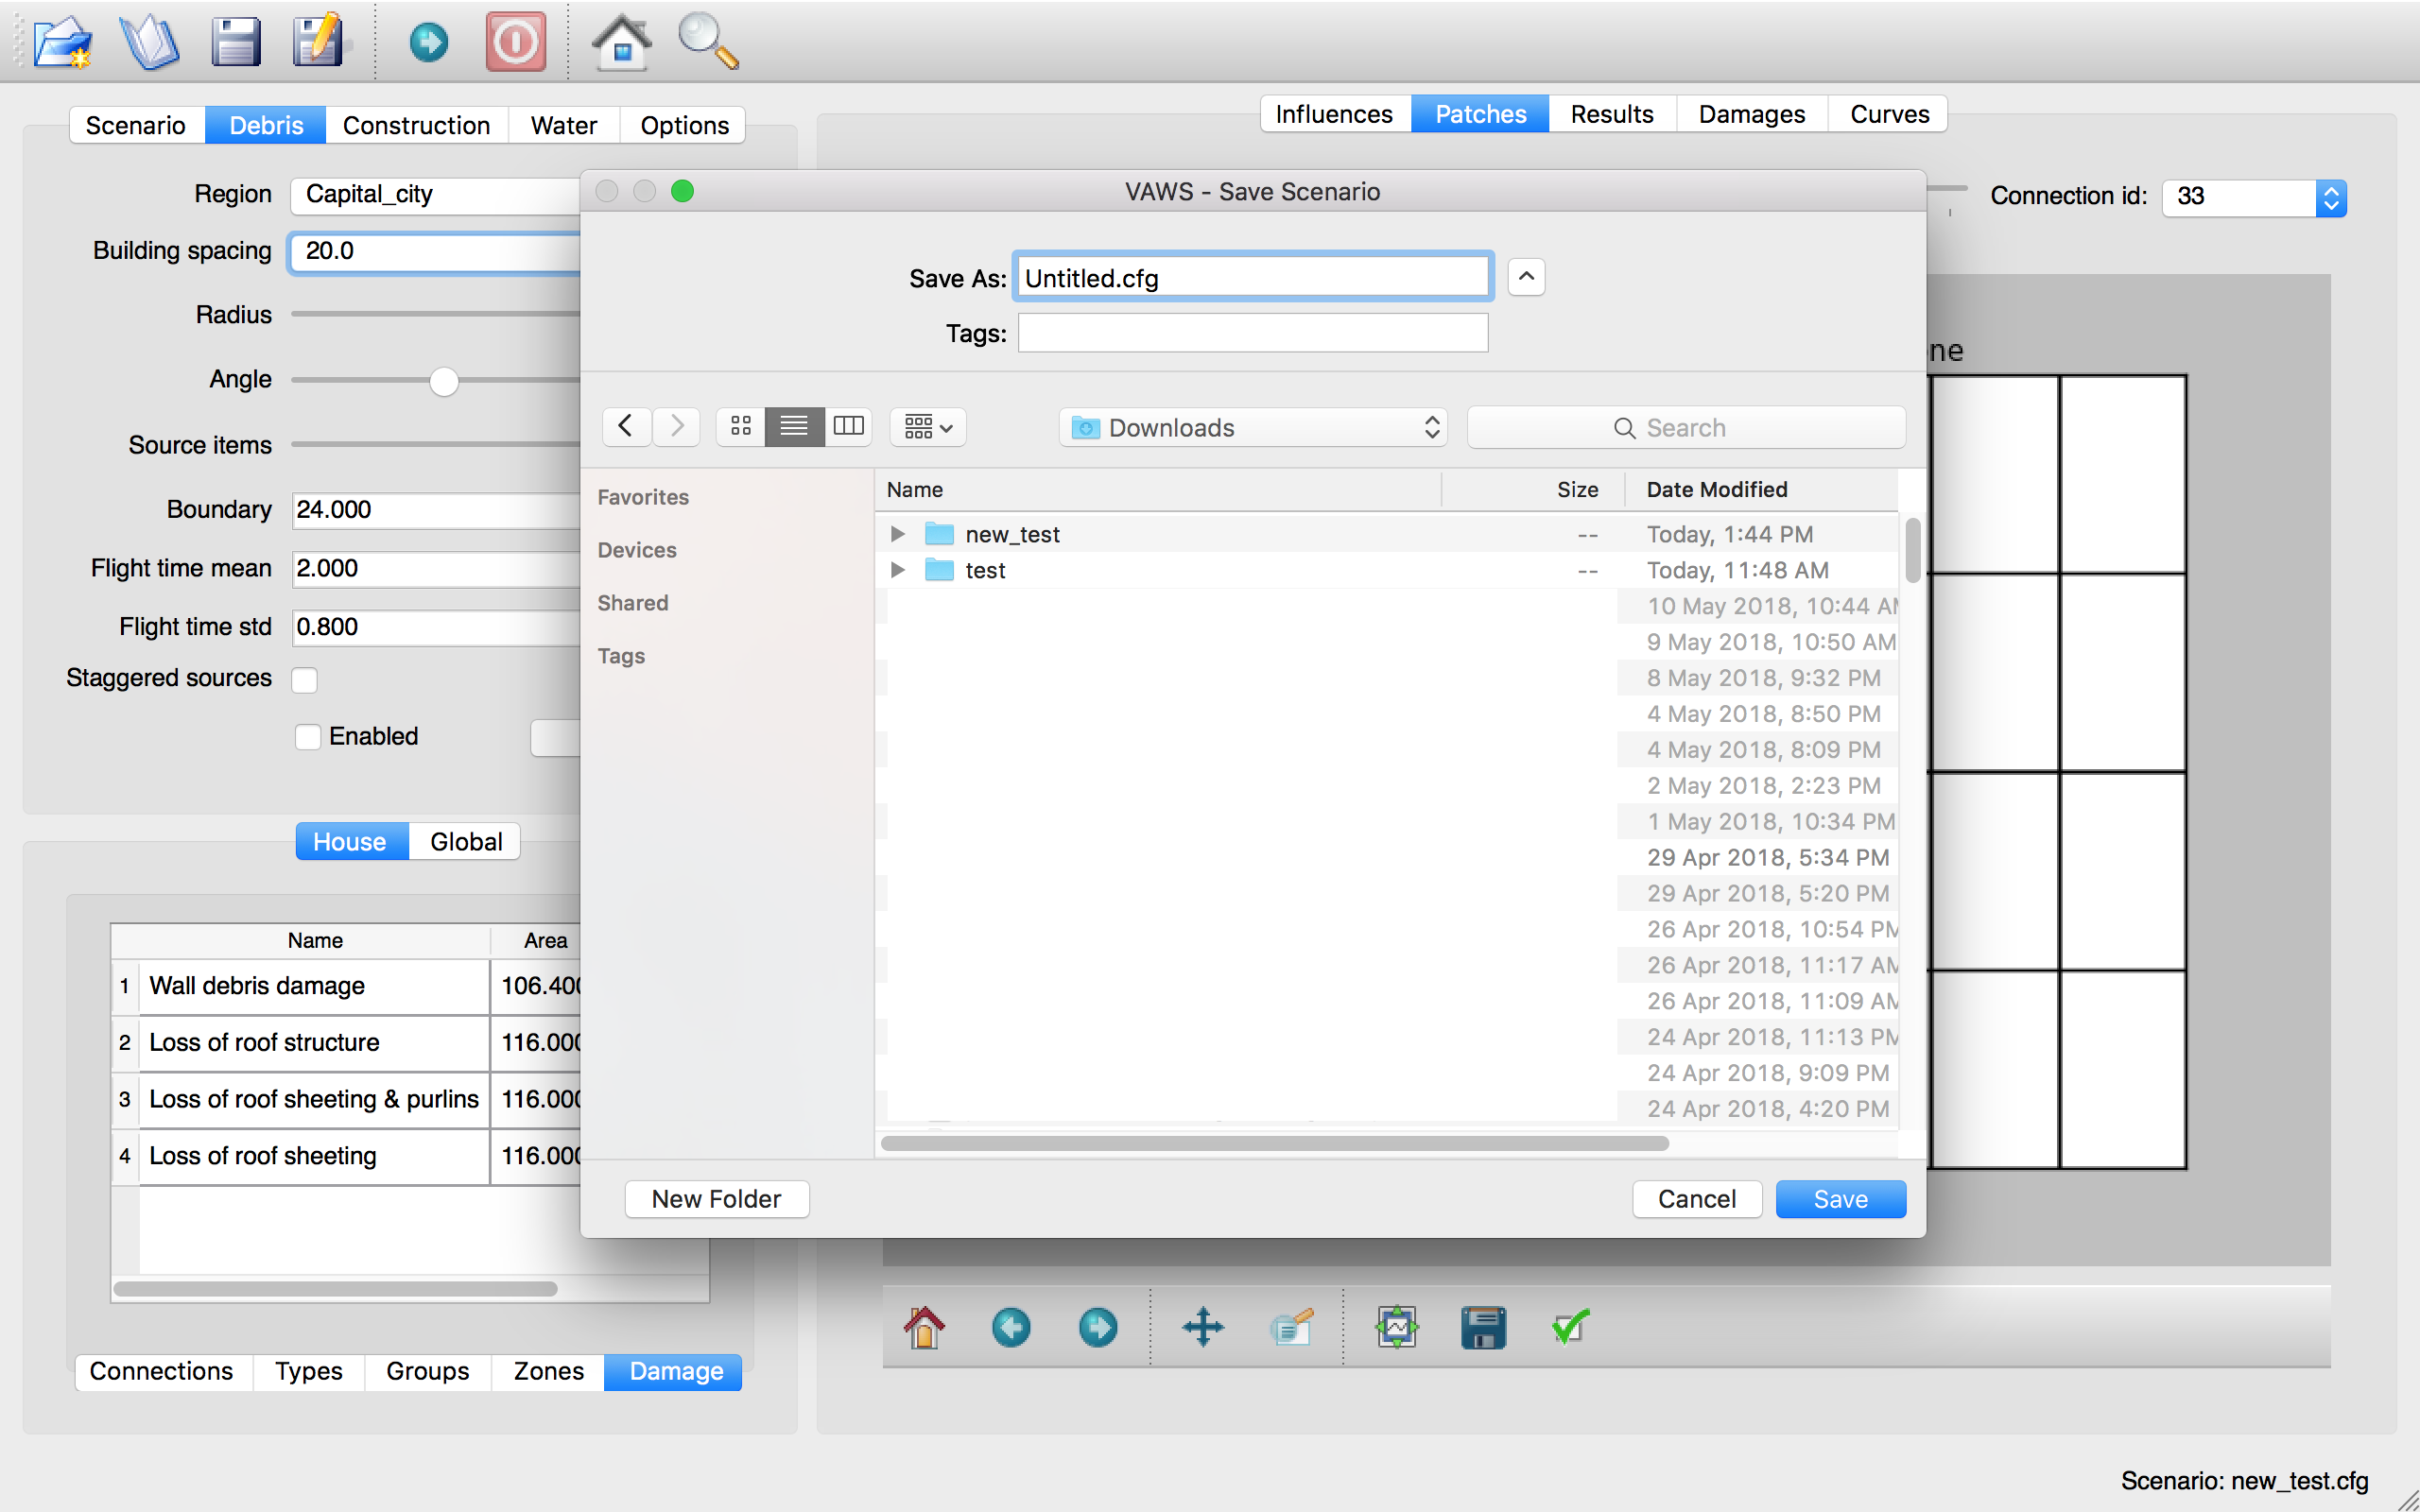 Scenario Debris Construction Water Options
Influences Patches Results Damages Curves
Region Capital_city
Building spacing 20.0
Radius
Angle
Source items
Boundary 24.000
Flight time mean 2.000
Flight time std 0.800
Staggered sources
Enabled
House Global
Name Area
1 Wall debris damage 106.400
2 Loss of roof structure 116.000
3 Loss of roof sheeting & purlins 116.000
4 Loss of roof sheeting 116.000
Connections Types Groups Zones Damage
VAWS - Save Scenario
Save As: Untitled.cfg
Tags:
Downloads
Search
Favorites
Devices
Shared
Tags
Name Size Date Modified
new_test -- Today, 1:44 PM
test -- Today, 11:48 AM
10 May 2018, 10:44 AM
9 May 2018, 10:50 AM
8 May 2018, 9:32 PM
4 May 2018, 8:50 PM
4 May 2018, 8:09 PM
2 May 2018, 2:23 PM
1 May 2018, 10:34 PM
29 Apr 2018, 5:34 PM
29 Apr 2018, 5:20 PM
26 Apr 2018, 10:54 PM
26 Apr 2018, 11:17 AM
26 Apr 2018, 11:09 AM
24 Apr 2018, 11:13 PM
24 Apr 2018, 9:09 PM
24 Apr 2018, 4:20 PM
New Folder Cancel Save
Connection id: 33
Scenario: new_test.cfg